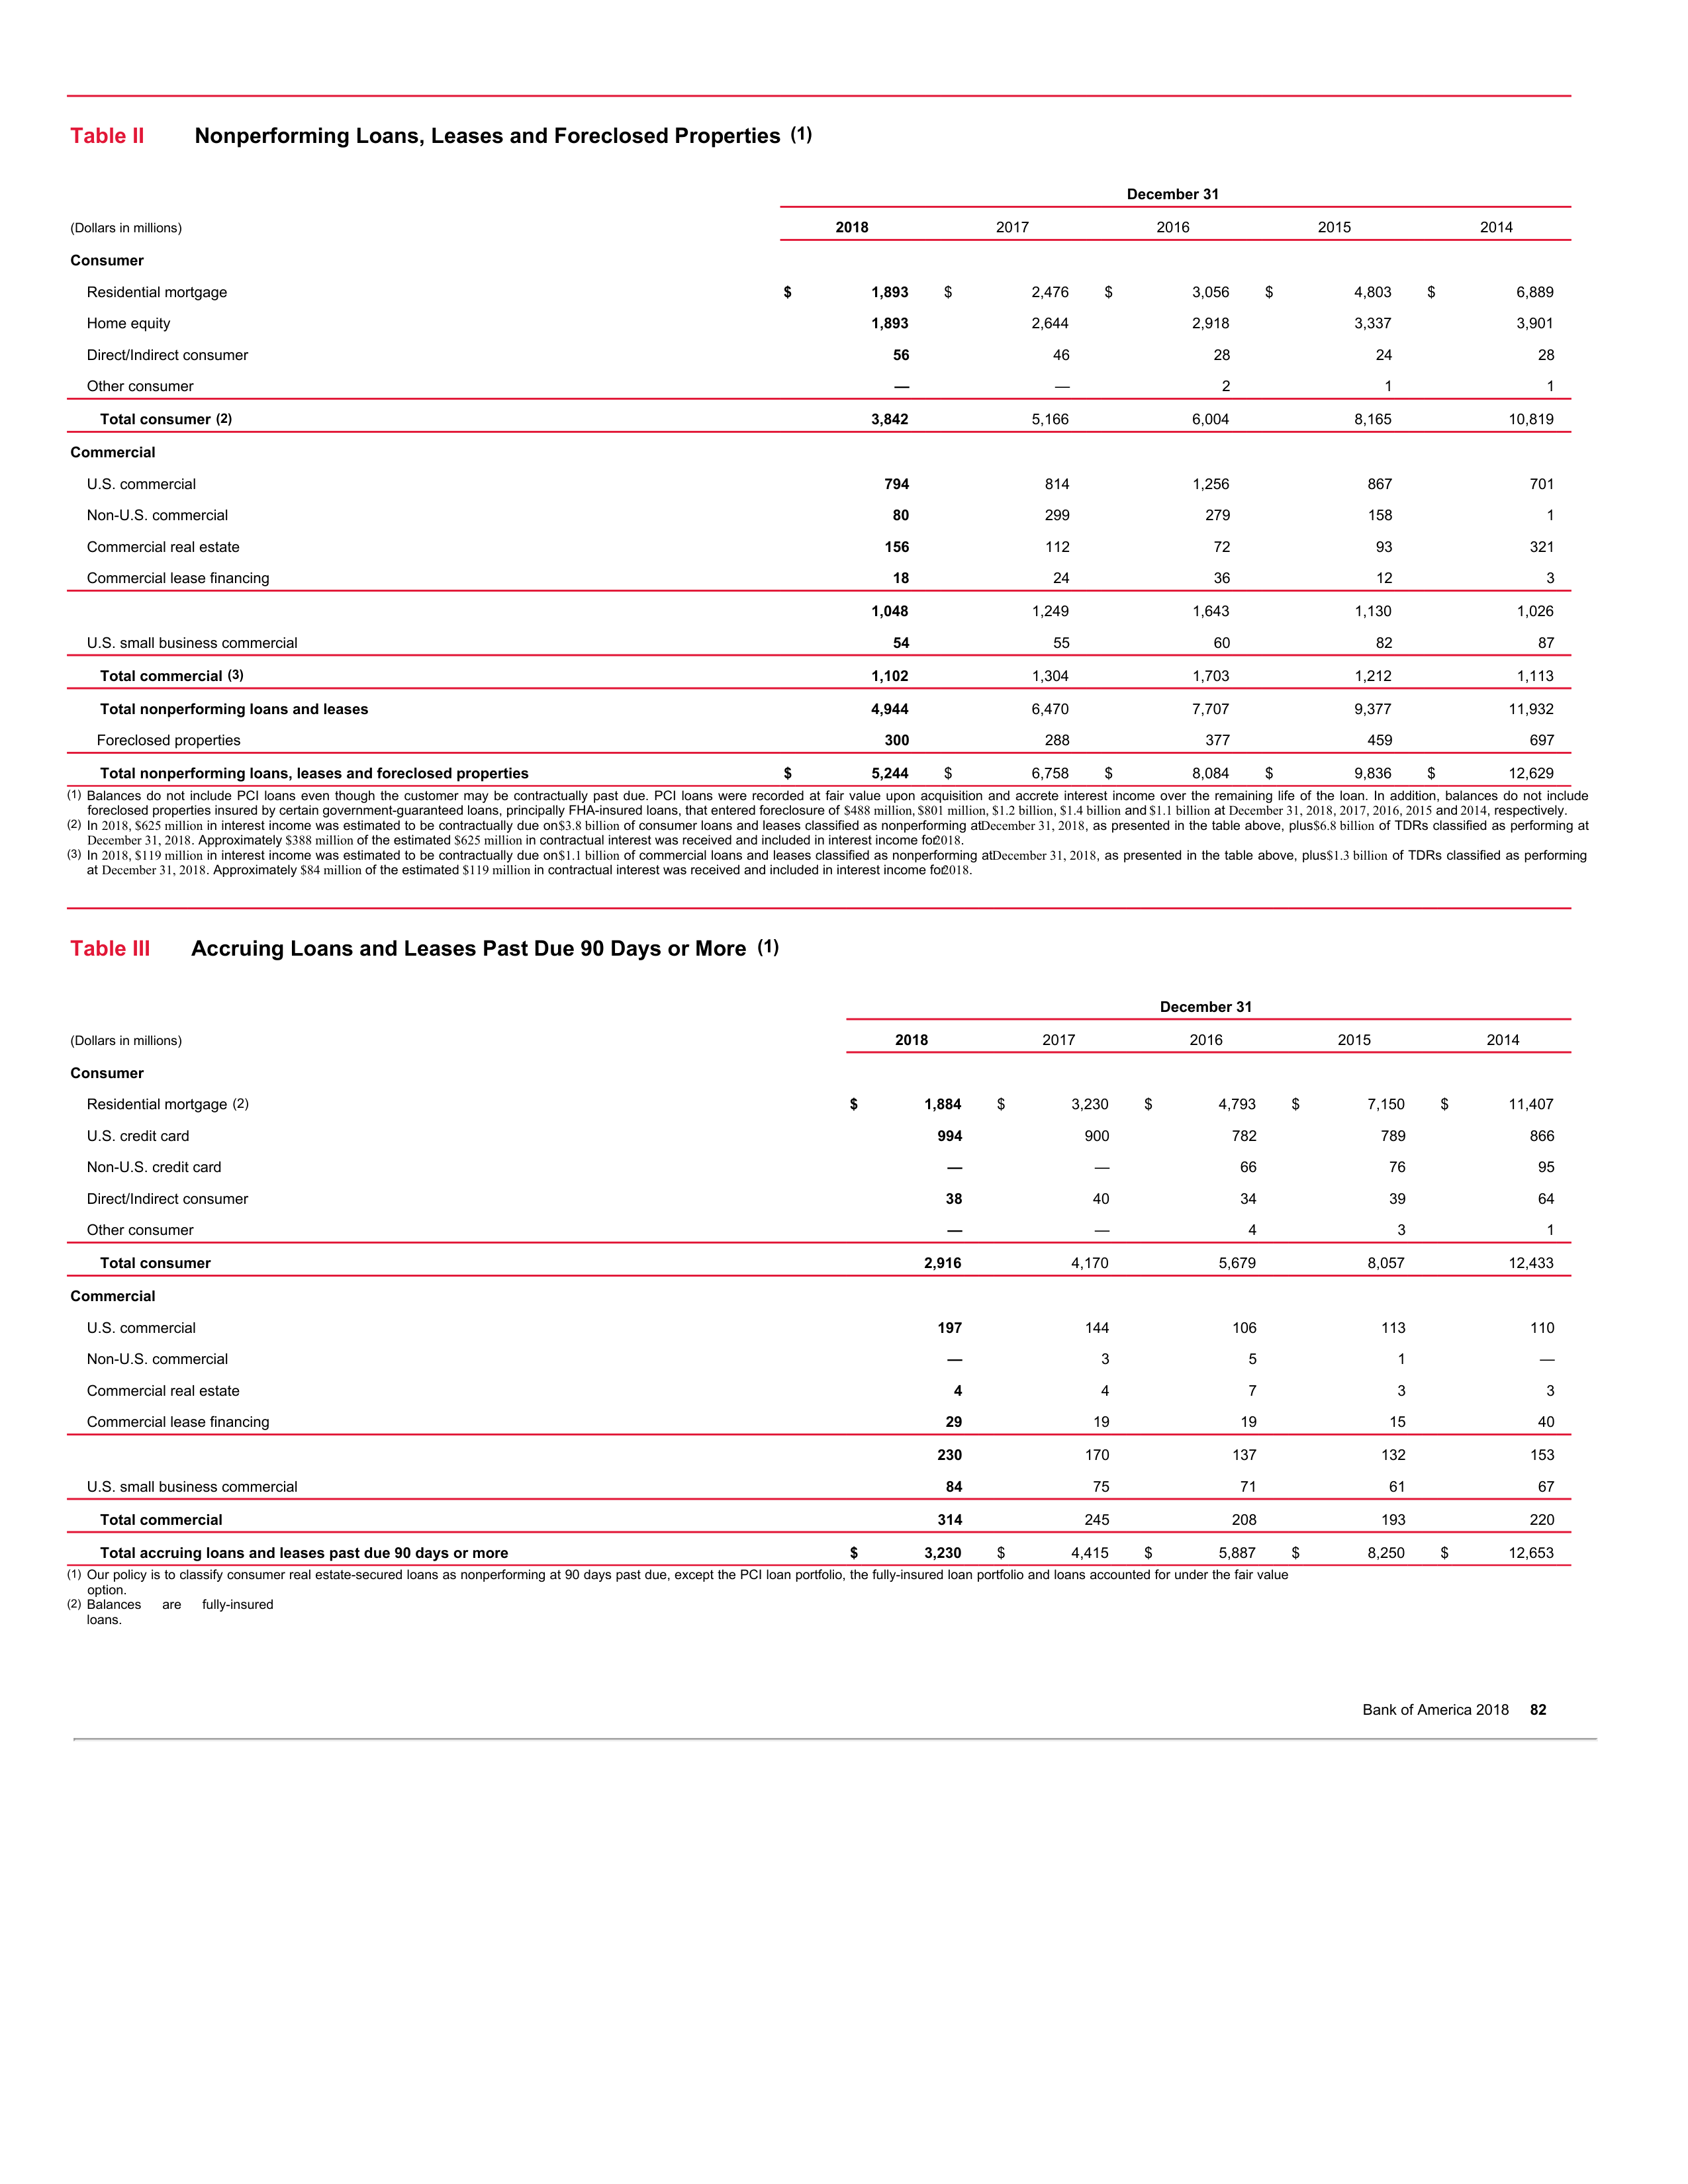 Table II Nonperforming Loans, Leases and Foreclosed Properties (1)
December 31
(Dollars in millions) 2018 2017 2016 2015 2014
Consumer
Residential mortgage $ 1,893 $ 2,476 $ 3,056 $ 4,803 $ 6,889
Home equity 1,893 2,644 2,918 3,337 3,901
Direct/Indirect consumer 56 46 28 24 28
Other consumer — — 2 1 1
Total consumer (2) 3,842 5,166 6,004 8,165 10,819
Commercial
U.S. commercial 794 814 1,256 867 701
Non-U.S. commercial 80 299 279 158 1
Commercial real estate 156 112 72 93 321
Commercial lease financing 18 24 36 12 3
1,048 1,249 1,643 1,130 1,026
U.S. small business commercial 54 55 60 82 87
Total commercial (3) 1,102 1,304 1,703 1,212 1,113
Total nonperforming loans and leases 4,944 6,470 7,707 9,377 11,932
Foreclosed properties 300 288 377 459 697
Total nonperforming loans, leases and foreclosed properties $ 5,244 $ 6,758 $ 8,084 $ 9,836 $ 12,629
(1) Balances do not include PCI loans even though the customer may be contractually past due. PCI loans were recorded at fair value upon acquisition and accrete interest income over the remaining life of the loan. In addition, balances do not include
foreclosed properties insured by certain government-guaranteed loans, principally FHA-insured loans, that entered foreclosure of $488 million, $801 million, $1.2 billion, $1.4 billion and $1.1 billion at December 31, 2018, 2017, 2016, 2015 and 2014, respectively.
(2) In 2018, $625 million in interest income was estimated to be contractually due on$3.8 billion of consumer loans and leases classified as nonperforming atDecember 31, 2018, as presented in the table above, plus$6.8 billion of TDRs classified as performing at
December 31, 2018. Approximately $388 million of the estimated $625 million in contractual interest was received and included in interest income for2018.
(3) In 2018, $119 million in interest income was estimated to be contractually due on$1.1 billion of commercial loans and leases classified as nonperforming atDecember 31, 2018, as presented in the table above, plus$1.3 billion of TDRs classified as performing
at December 31, 2018. Approximately $84 million of the estimated $119 million in contractual interest was received and included in interest income for2018.
Table III Accruing Loans and Leases Past Due 90 Days or More (1)
December 31
(Dollars in millions) 2018 2017 2016 2015 2014
Consumer
Residential mortgage (2) $ 1,884 $ 3,230 $ 4,793 $ 7,150 $ 11,407
U.S. credit card 994 900 782 789 866
Non-U.S. credit card — — 66 76 95
Direct/Indirect consumer 38 40 34 39 64
Other consumer — — 4 3 1
Total consumer 2,916 4,170 5,679 8,057 12,433
Commercial
U.S. commercial 197 144 106 113 110
Non-U.S. commercial — 3 5 1 —
Commercial real estate 4 4 7 3 3
Commercial lease financing 29 19 19 15 40
230 170 137 132 153
U.S. small business commercial 84 75 71 61 67
Total commercial 314 245 208 193 220
Total accruing loans and leases past due 90 days or more $ 3,230 $ 4,415 $ 5,887 $ 8,250 $ 12,653
(1) Our policy is to classify consumer real estate-secured loans as nonperforming at 90 days past due, except the PCI loan portfolio, the fully-insured loan portfolio and loans accounted for under the fair value
option.
(2) Balances are fully-insured
loans.
Bank of America 2018 82